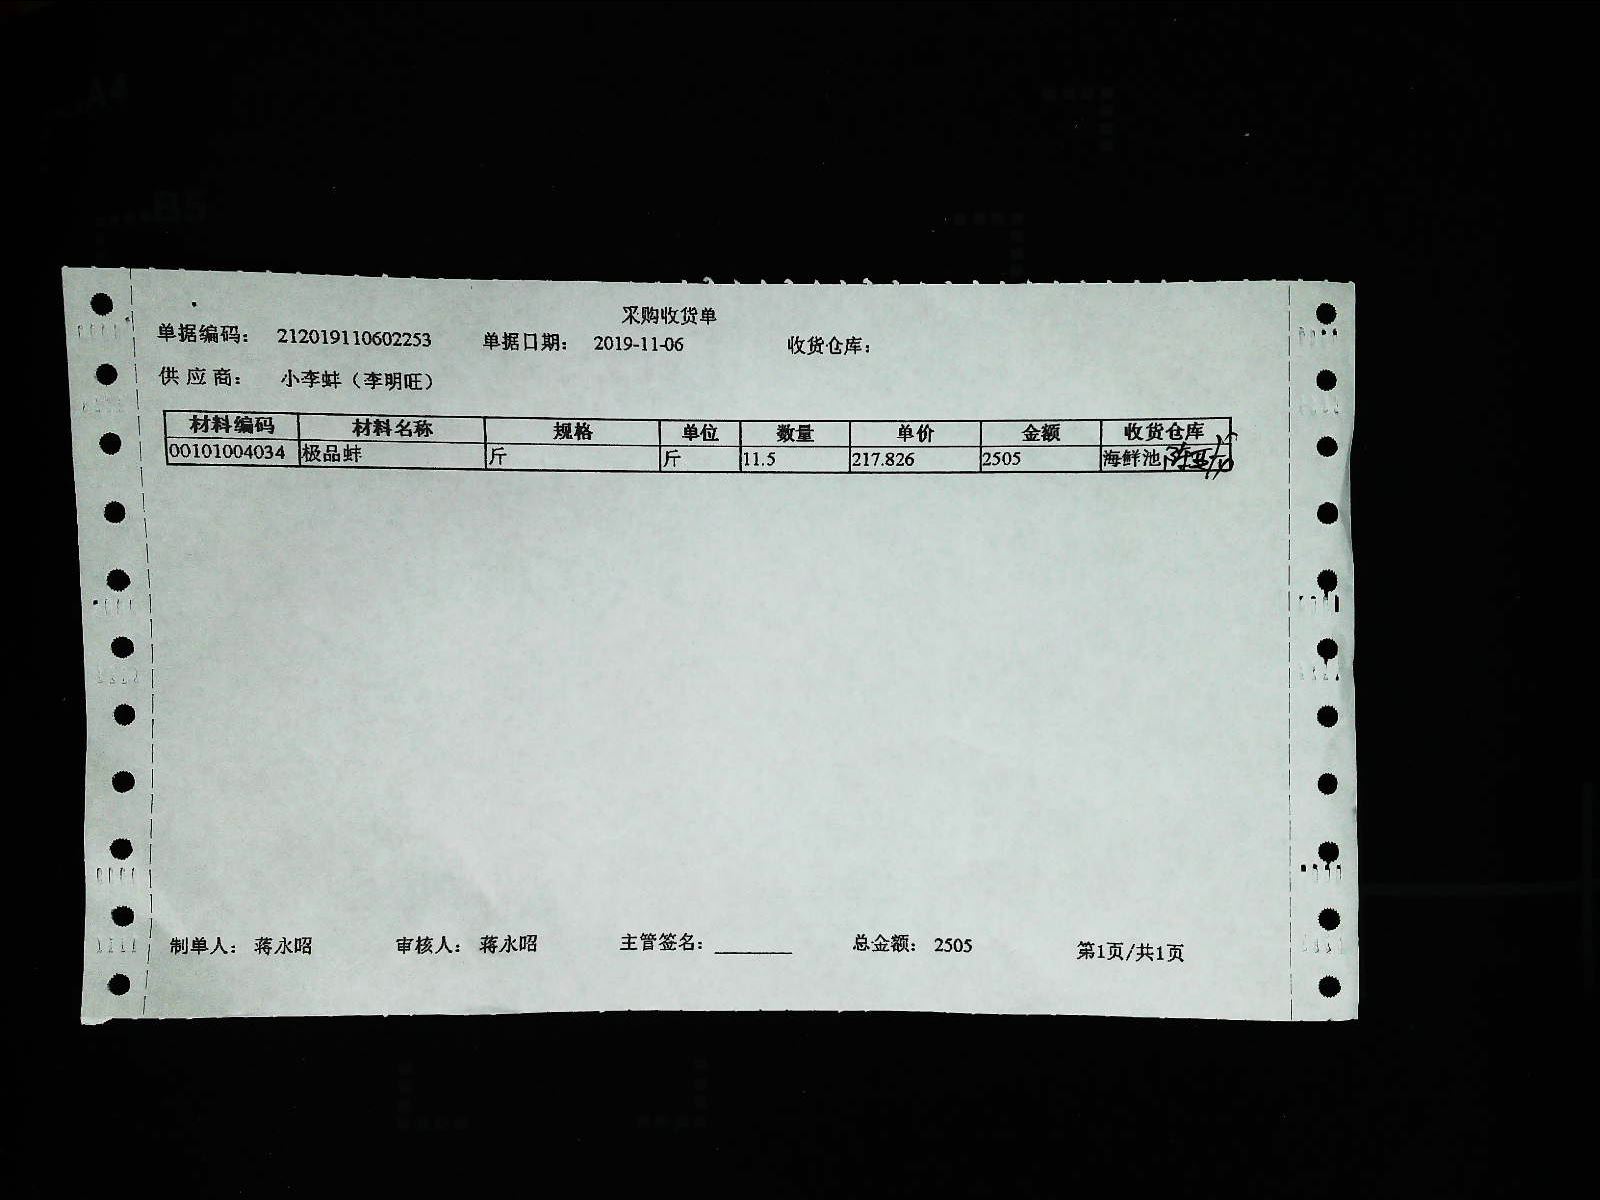 采购收货单
单据编码： 212019110602253 单据日期： 2019-11-06 收货仓库：
供 应 商： 小李蚌（李明旺）
材料编码 材料名称 规格 单位 数量 单价 金额 收货仓库
00101004034 极品蚌 斤 斤 11.5 217.826 2505 海鲜池
制单人： 蒋永昭 审核人： 蒋永昭 主管签名： 总金额： 2505 第1页/共1页